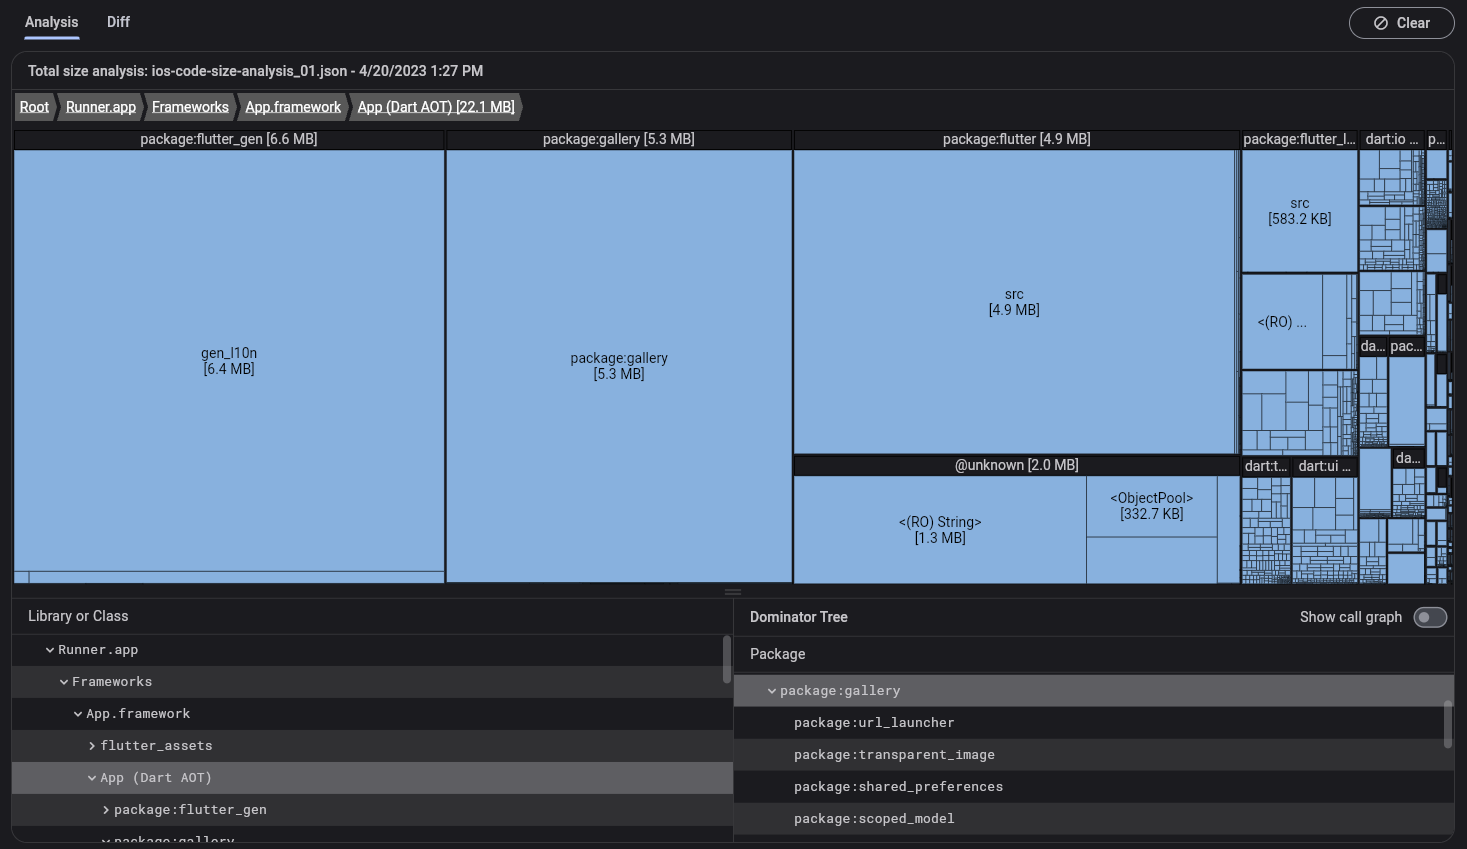 Analysis
Diff
Clear
Total size analysis: ios-code-size-analysis_01.json - 4/20/2023 1:27 PM
Root
Runner.app
Frameworks
App.framework
App (Dart AOT) [22.1 MB]
package:flutter_gen [6.6 MB]
package:gallery [5.3 MB]
package:flutter [4.9 MB]
package:flutter_l...
dart:io ...
p...
gen_l10n
[6.4 MB]
package:gallery
[5.3 MB]
src
[4.9 MB]
src
[583.2 KB]
<(RO) ...
da...
pac...
da...
@unknown [2.0 MB]
dart:t...
dart:ui ...
<(RO) String>
[1.3 MB]
<ObjectPool>
[332.7 KB]
Library or Class
Runner.app
Frameworks
App.framework
flutter_assets
App (Dart AOT)
package:flutter_gen
package:gallery
Dominator Tree
Show call graph
Package
package:gallery
package:url_launcher
package:transparent_image
package:shared_preferences
package:scoped_model